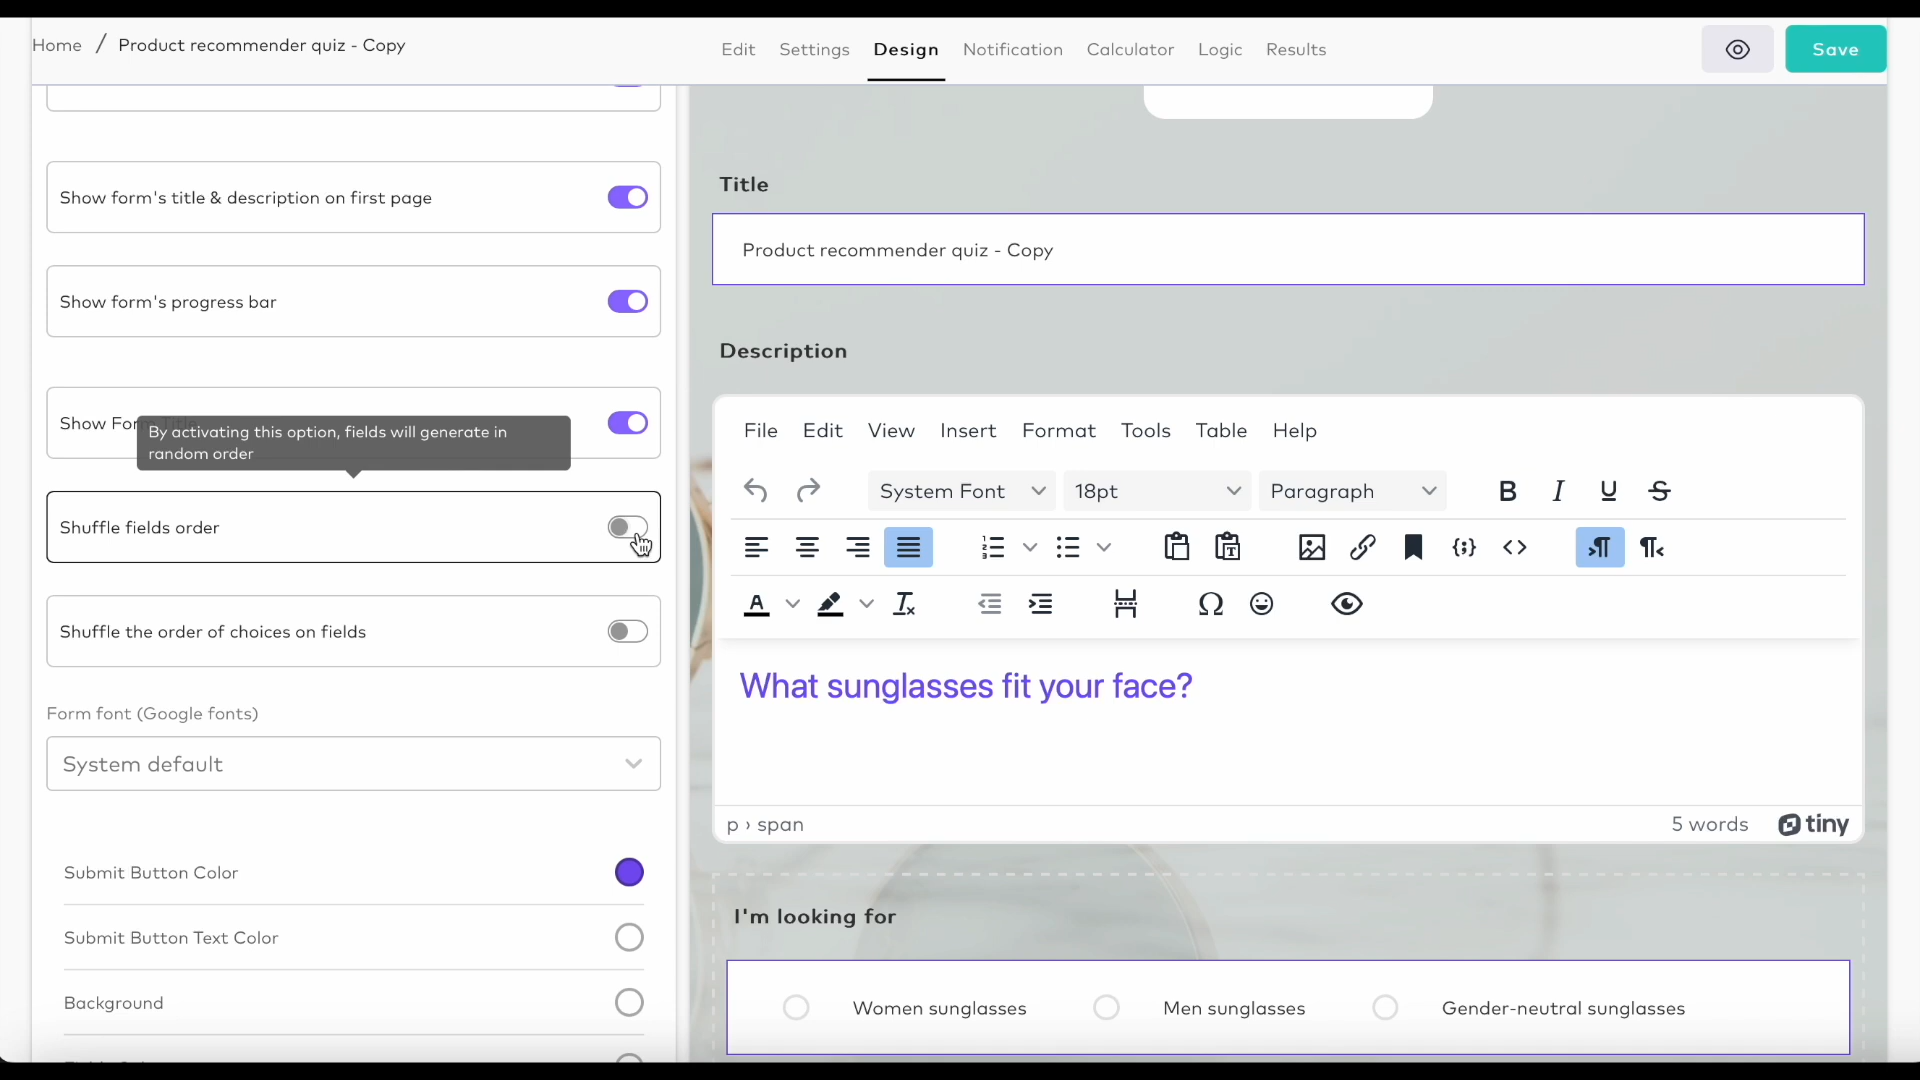 Home / Product recommender quiz - Copy
Edit Settings Design Notification Calculator Logic Results
Save
Show form's title & description on first page
Show form's progress bar
Show For
By activating this option, fields will generate in
random order
Shuffle fields order
Shuffle the order of choices on fields
Form font (Google fonts)
System default
Submit Button Color
Submit Button Text Color
Background
Title
Product recommender quiz - Copy
Description
File Edit View Insert Format Tools Table Help
System Font 18pt Paragraph B I U S
What sunglasses fit your face?
p › span
5 words tiny
I'm looking for
Women sunglasses Men sunglasses Gender-neutral sunglasses